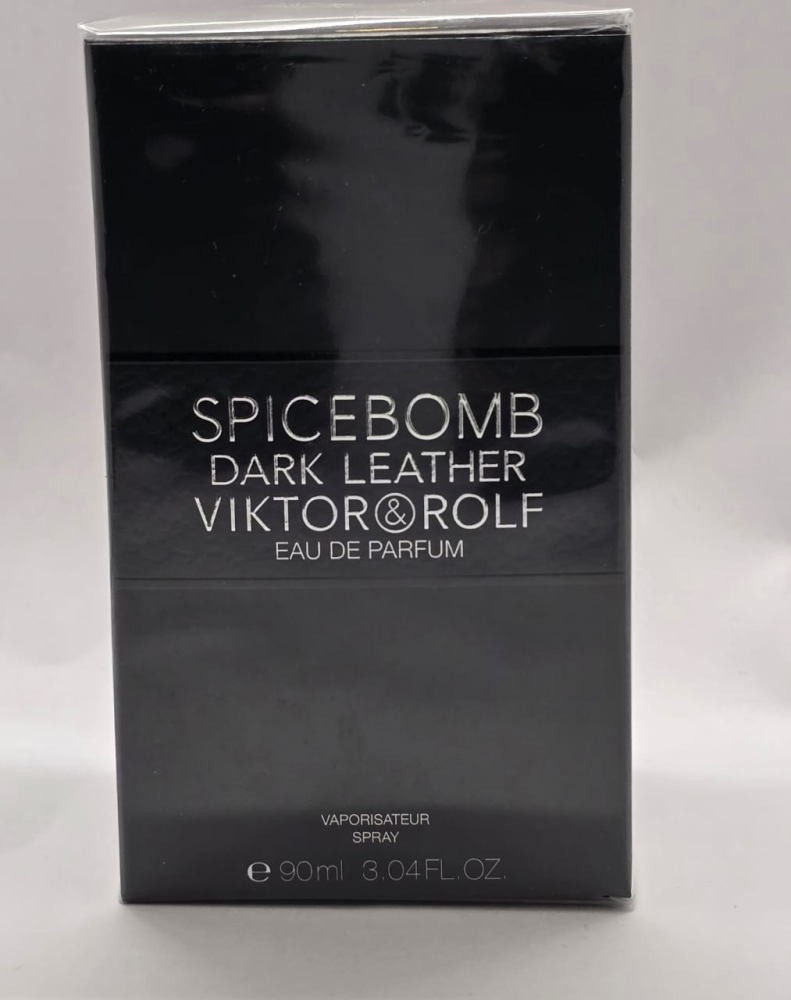 SPICEBOMB
DARK LEATHER
VIKTOR&ROLF
EAU DE PARFUM
VAPORISATEUR
SPRAY
℮ 90ml 3.04FL.OZ.